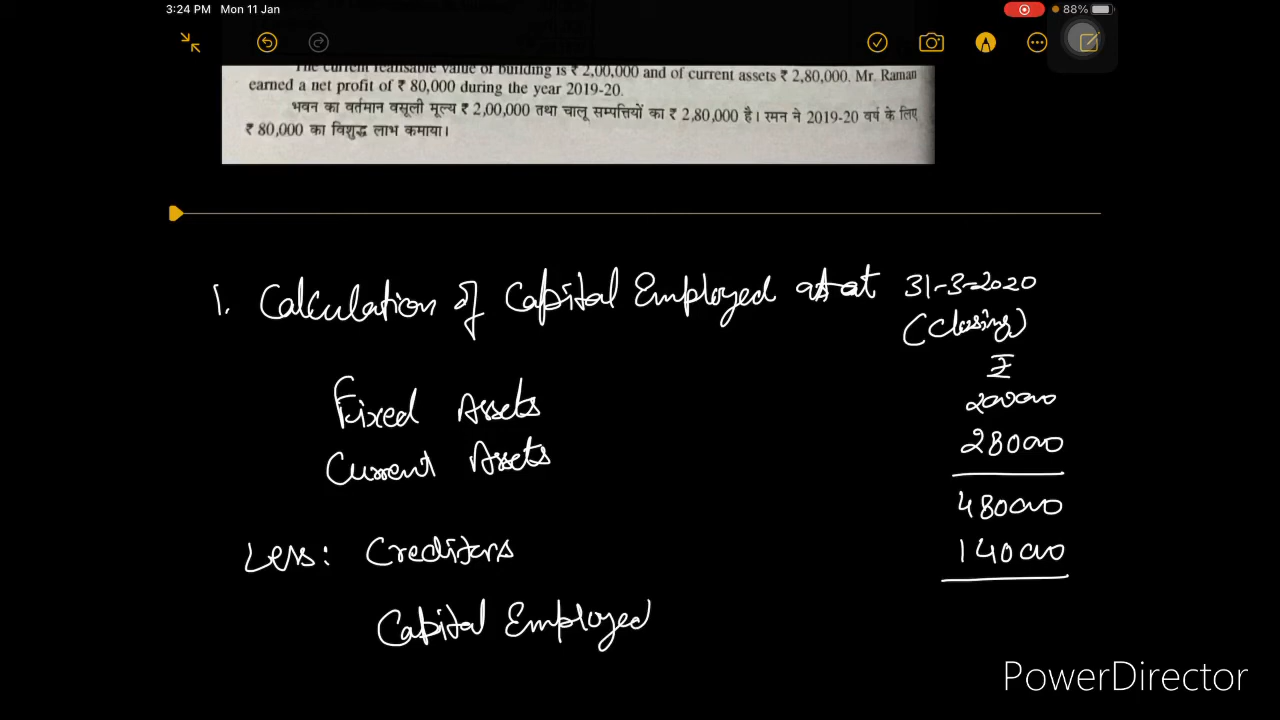 3:24 PM Mon 11 Jan
88%
The current realisable value of building is ₹ 2,00,000 and of current assets ₹ 2,80,000. Mr. Raman
earned a net profit of ₹ 80,000 during the year 2019-20.
भवन का वर्तमान वसूली मूल्य ₹ 2,00,000 तथा चालू सम्पत्तियों का ₹ 2,80,000 है। रमन ने 2019-20 वर्ष के लिए
₹ 80,000 का विशुद्ध लाभ कमाया।
1. Calculation of Capital Employed as at 31-3-2020
(Closing)
₹
Fixed Assets 200000
Current Assets 280000
480000
Less: Creditors 140000
Capital Employed
PowerDirector